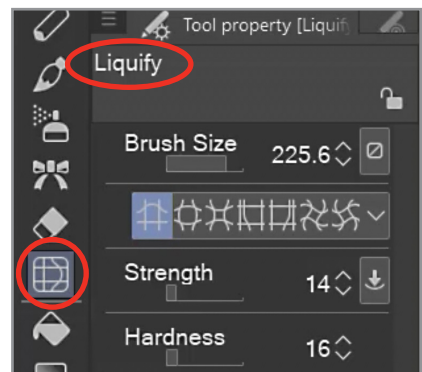 Tool property [Liquify
Liquify
Brush Size 225.6
Strength 14
Hardness 16